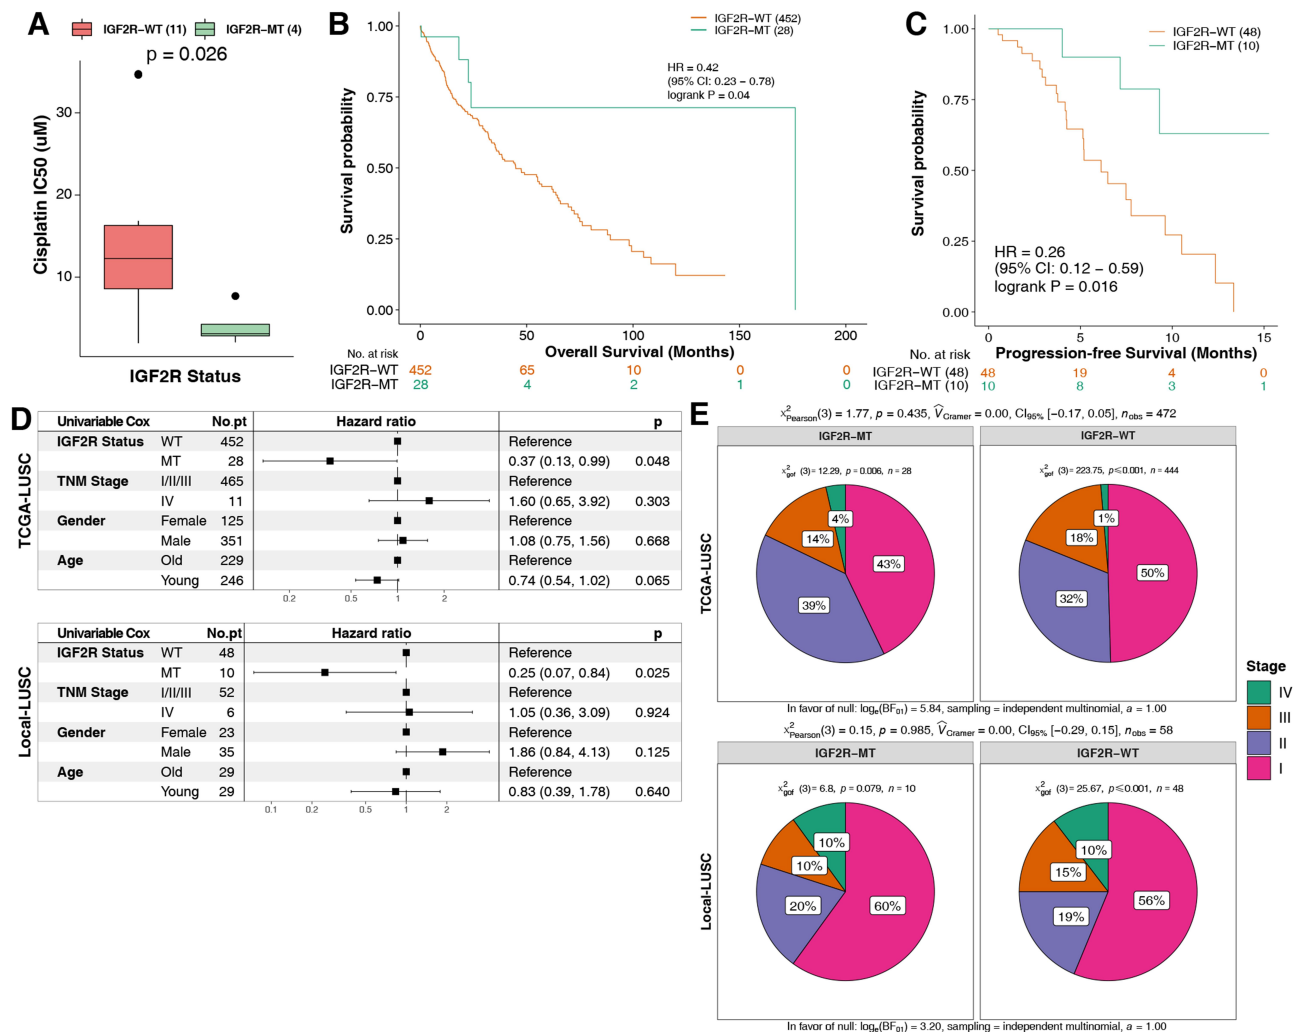 A
IGF2R−WT (11) IGF2R−MT (4)
p = 0.026
Cisplatin IC50 (uM)
30
20
10
IGF2R Status
B
IGF2R−WT (452)
IGF2R−MT (28)
HR = 0.42
(95% CI: 0.23 − 0.78)
logrank P = 0.04
Survival probability
1.00
0.75
0.50
0.25
0.00
0 50 100 150 200
Overall Survival (Months)
No. at risk
IGF2R−WT 452 65 10 0 0
IGF2R−MT 28 4 2 1 0
C
IGF2R−WT (48)
IGF2R−MT (10)
Survival probability
1.00
0.75
0.50
0.25
0.00
HR = 0.26
(95% CI: 0.12 − 0.59)
logrank P = 0.016
0 5 10 15
Progression−free Survival (Months)
No. at risk
IGF2R−WT (48) 48 19 4 0
IGF2R−MT (10) 10 8 3 1
D
TCGA-LUSC
Univariable Cox No.pt Hazard ratio p
IGF2R Status WT 452 Reference
MT 28 0.37 (0.13, 0.99) 0.048
TNM Stage I/II/III 465 Reference
IV 11 1.60 (0.65, 3.92) 0.303
Gender Female 125 Reference
Male 351 1.08 (0.75, 1.56) 0.668
Age Old 229 Reference
Young 246 0.74 (0.54, 1.02) 0.065
0.2 0.5 1 2
Local-LUSC
Univariable Cox No.pt Hazard ratio p
IGF2R Status WT 48 Reference
MT 10 0.25 (0.07, 0.84) 0.025
TNM Stage I/II/III 52 Reference
IV 6 1.05 (0.36, 3.09) 0.924
Gender Female 23 Reference
Male 35 1.86 (0.84, 4.13) 0.125
Age Old 29 Reference
Young 29 0.83 (0.39, 1.78) 0.640
0.1 0.2 0.5 1 2
E
χ²Pearson(3) = 1.77, p = 0.435, V̂Cramer = 0.00, CI95% [−0.17, 0.05], nobs = 472
TCGA-LUSC
IGF2R−MT
χ²gof (3)= 12.29, p = 0.006, n = 28
4%
14%
43%
39%
IGF2R−WT
χ²gof (3)= 223.75, p ≤0.001, n = 444
1%
18%
50%
32%
In favor of null: loge(BF01) = 5.84, sampling = independent multinomial, a = 1.00
χ²Pearson(3) = 0.15, p = 0.985, V̂Cramer = 0.00, CI95% [−0.29, 0.15], nobs = 58
Local-LUSC
IGF2R−MT
χ²gof (3)= 6.8, p = 0.079, n = 10
10%
10%
20%
60%
IGF2R−WT
χ²gof (3)= 25.67, p ≤0.001, n = 48
10%
15%
56%
19%
In favor of null: loge(BF01) = 3.20, sampling = independent multinomial, a = 1.00
Stage
IV
III
II
I